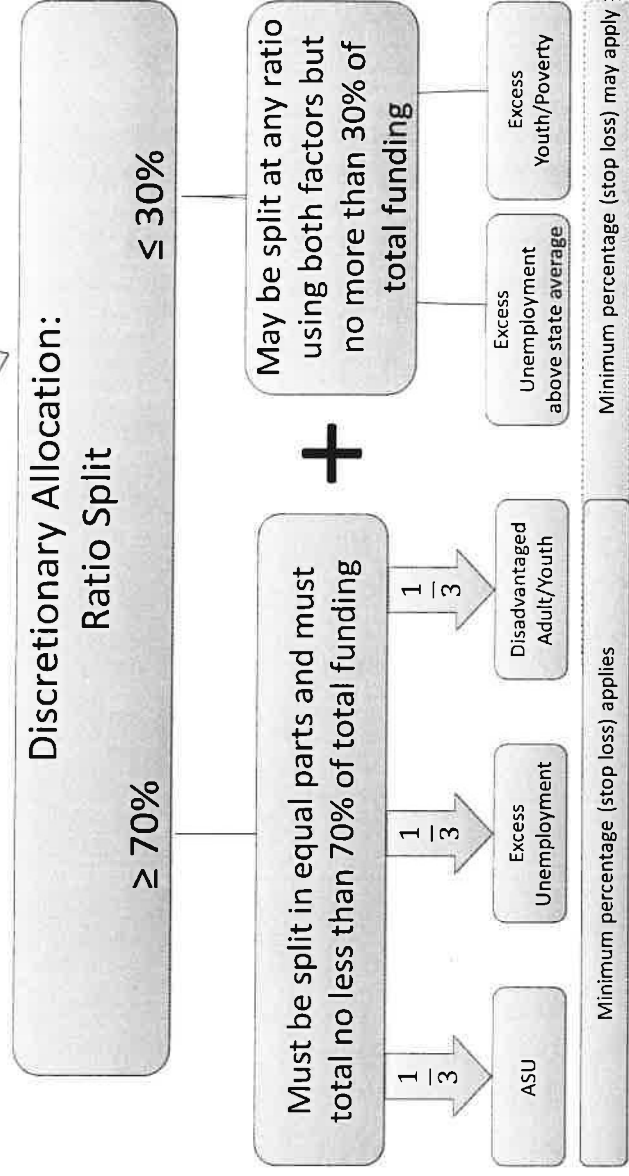 Discretionary Allocation:
Ratio Split
≥ 70%
≤ 30%
Must be split in equal parts and must
total no less than 70% of total funding
+
May be split at any ratio
using both factors but
no more than 30% of
total funding
1/3
1/3
1/3
ASU
Excess
Unemployment
Disadvantaged
Adult/Youth
Excess
Unemployment
above state average
Excess
Youth/Poverty
Minimum percentage (stop loss) applies
Minimum percentage (stop loss) may apply